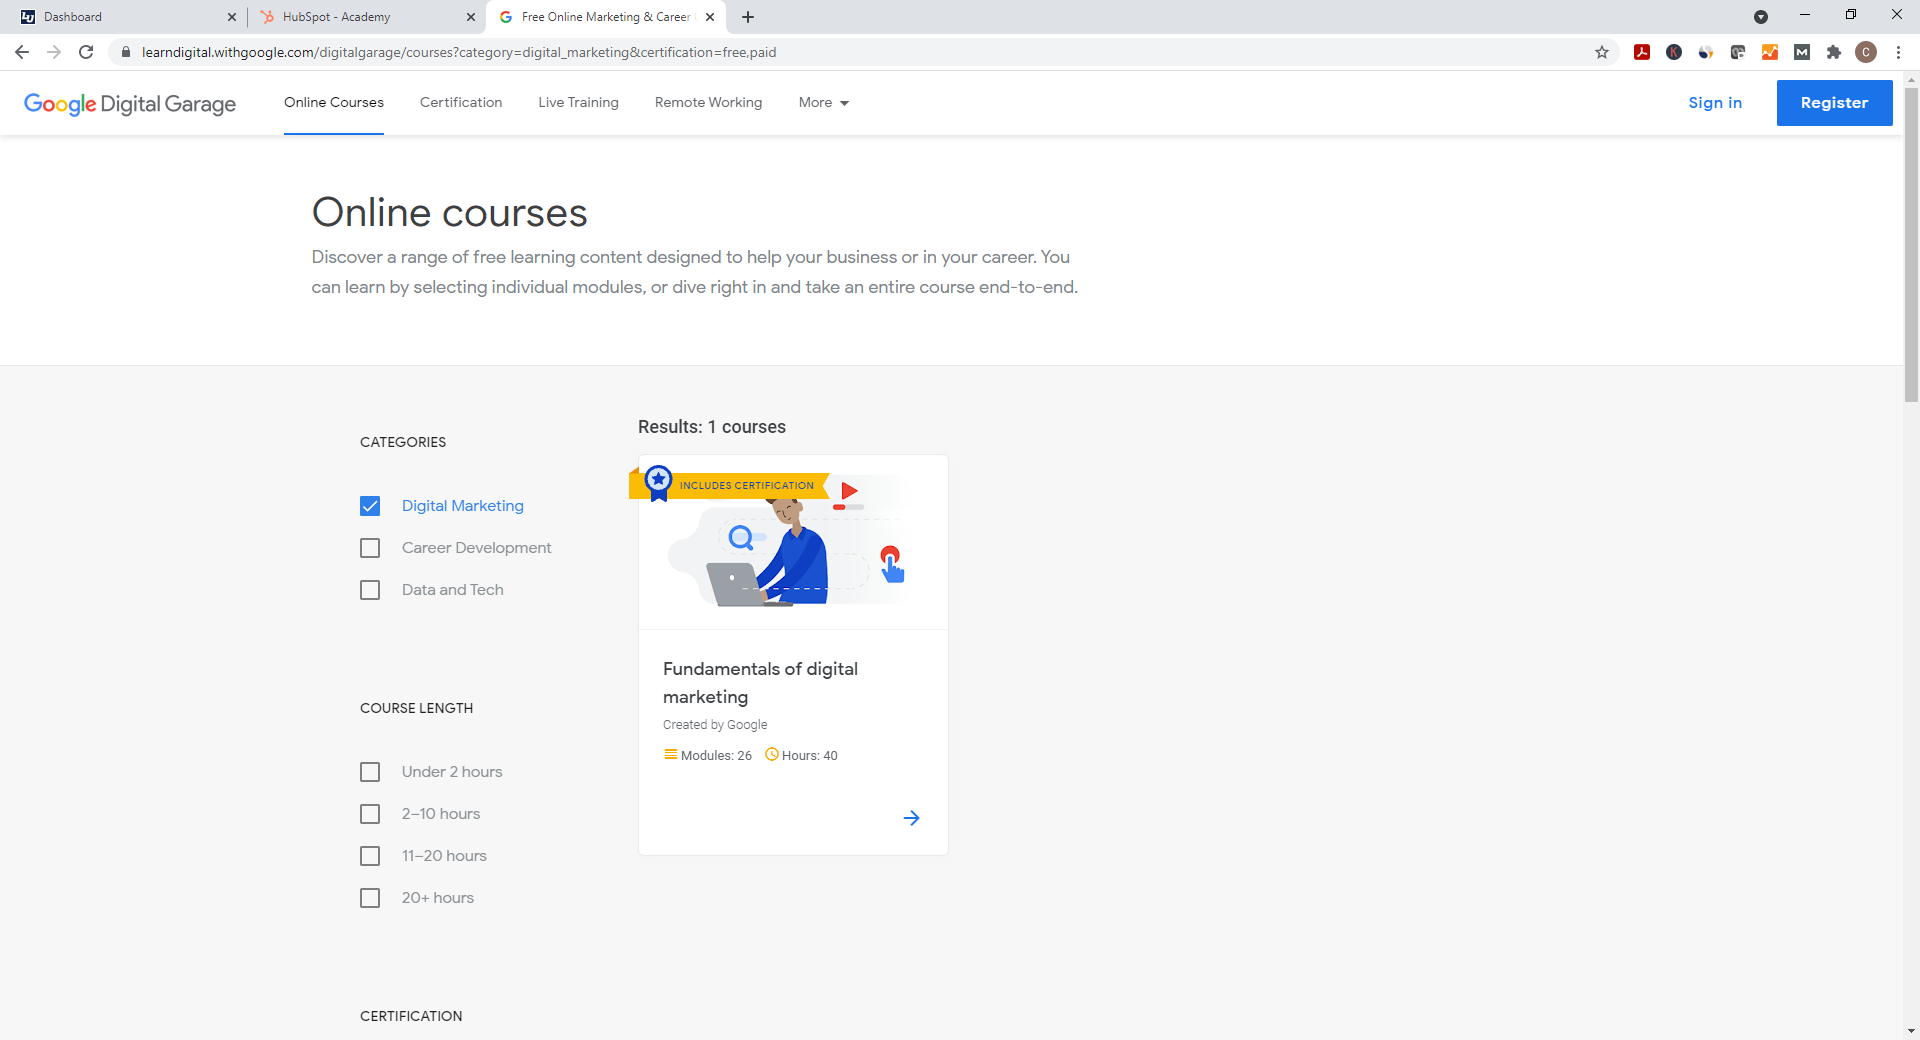 Dashboard
HubSpot - Academy
Free Online Marketing & Career
learndigital.withgoogle.com/digitalgarage/courses?category=digital_marketing&certification=free,paid
C
Google Digital Garage
Online Courses
Certification
Live Training
Remote Working
More
Sign in
Register
Online courses
Discover a range of free learning content designed to help your business or in your career. You
can learn by selecting individual modules, or dive right in and take an entire course end-to-end.
CATEGORIES
Digital Marketing
Career Development
Data and Tech
COURSE LENGTH
Under 2 hours
2–10 hours
11–20 hours
20+ hours
CERTIFICATION
Results: 1 courses
INCLUDES CERTIFICATION
Fundamentals of digital
marketing
Created by Google
Modules: 26
Hours: 40